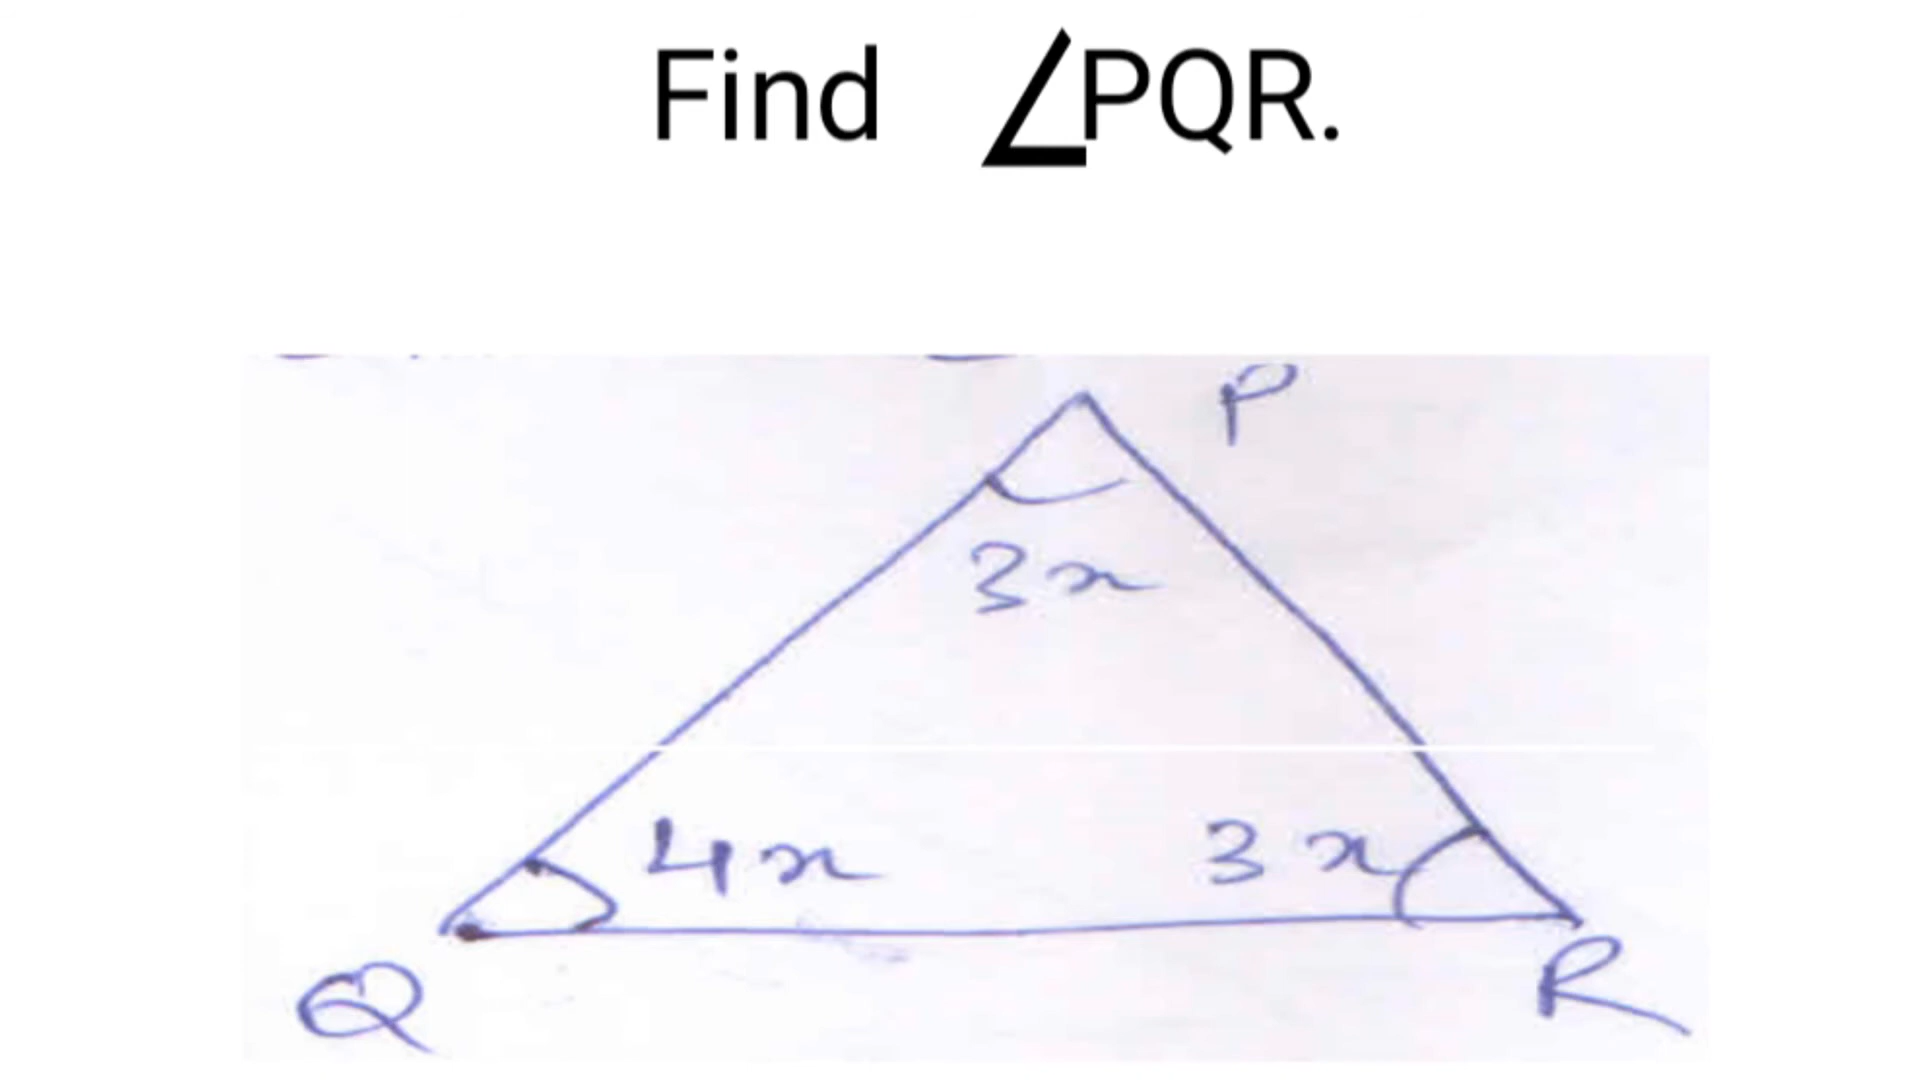 Find ∠PQR.
P
3x
4x 3x
Q R